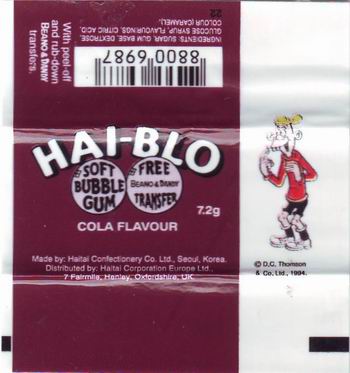 22
COLOUR (CARAMEL).
GLUCOSE SYRUP, FLAVOURINGS, CITRIC ACID,
INGREDIENTS: SUGAR, GUM BASE, DEXTROSE,
8800 6987
With peel-off
and rub-down
BEANO & DANDY
transfers.
HAI-BLO
SOFT
BUBBLE
GUM
FREE
BEANO & DANDY
TRANSFER
7.2g
COLA FLAVOUR
Made by: Haitai Confectionery Co. Ltd., Seoul, Korea.
Distributed by: Haitai Corporation Europe Ltd.,
7 Fairmile, Henley, Oxfordshire, UK
© D.C. Thomson
& Co. Ltd., 1994.